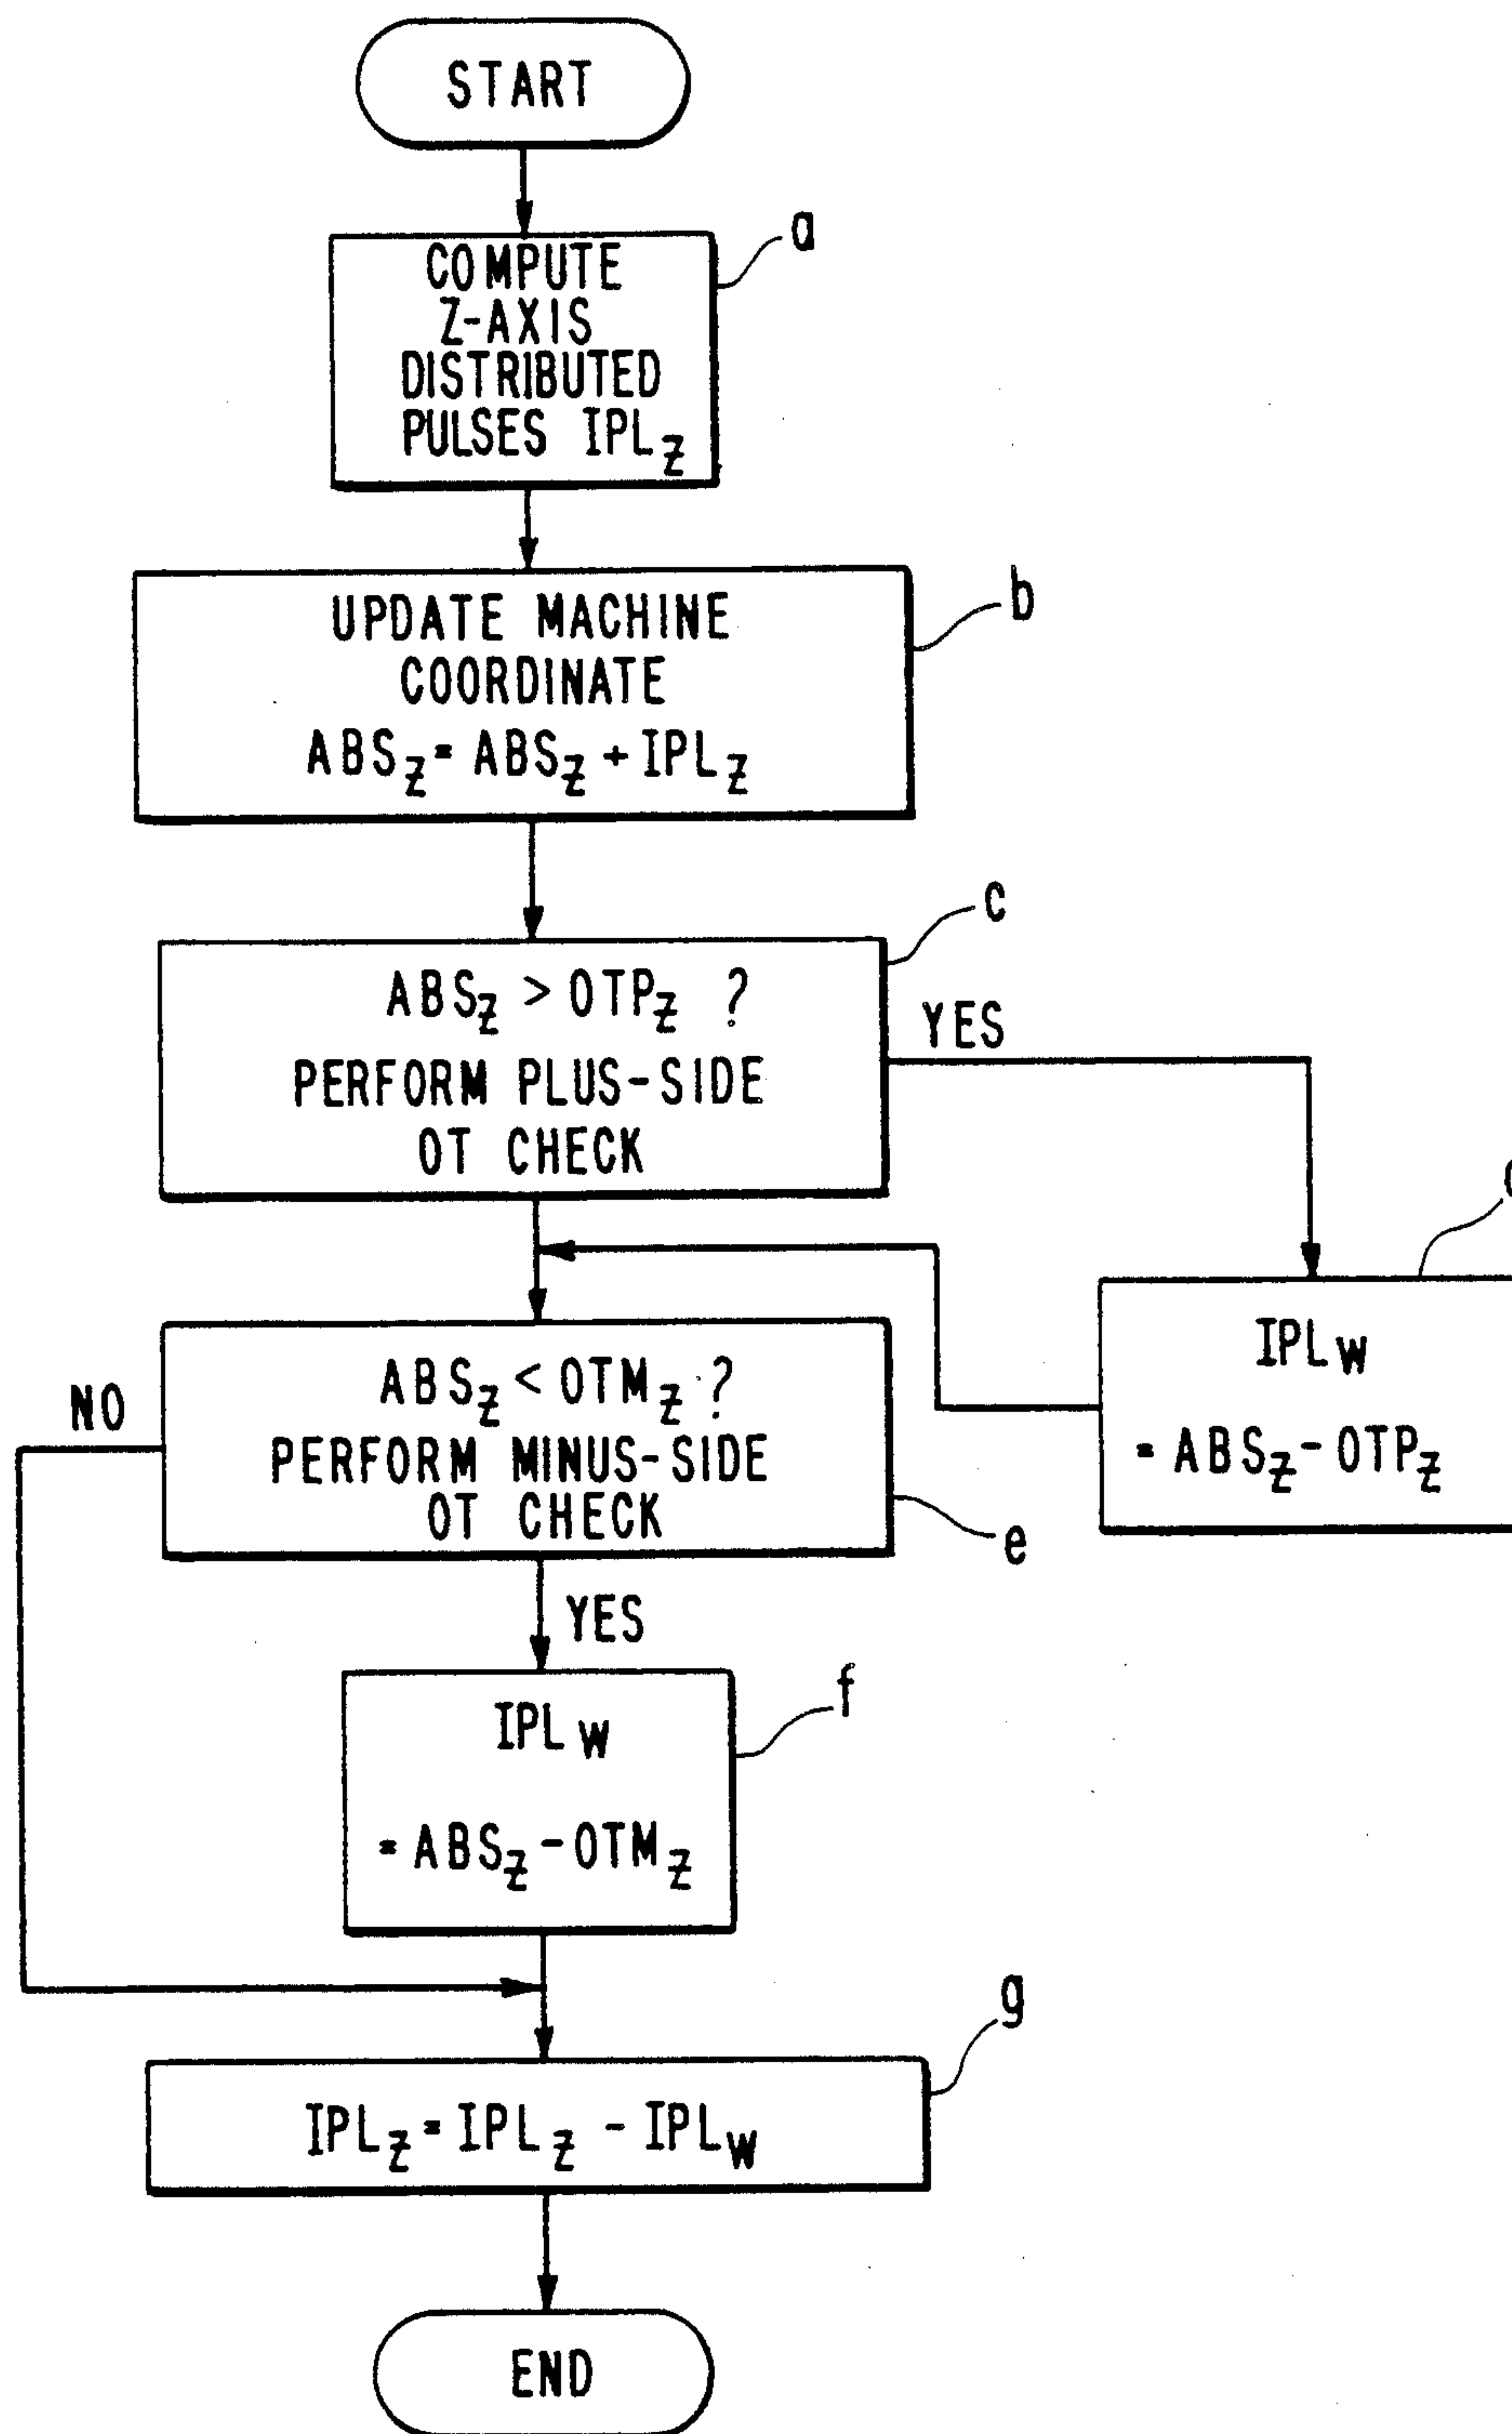 START
a
COMPUTE
Z-AXIS
DISTRIBUTED
PULSES IPLZ
b
UPDATE MACHINE
COORDINATE
ABSZ = ABSZ + IPLZ
c
ABSZ > OTPZ ?
PERFORM PLUS-SIDE
OT CHECK
YES
IPLW
= ABSZ - OTPZ
NO
ABSZ < OTMZ ?
PERFORM MINUS-SIDE
OT CHECK
e
YES
f
IPLW
= ABSZ - OTMZ
g
IPLZ = IPLZ - IPLW
END